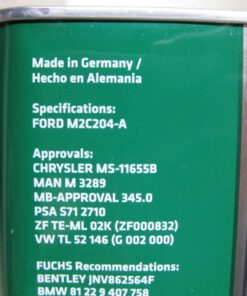 Made in Germany /
Hecho en Alemania
Specifications:
FORD M2C204-A
Approvals:
CHRYSLER MS-11655B
MAN M 3289
MB-APPROVAL 345.0
PSA S71 2710
ZF TE-ML 02K (ZF000832)
VW TL 52 146 (G 002 000)
FUCHS Recommendations:
BENTLEY JNV862564F
BMW 81 22 9 407 758